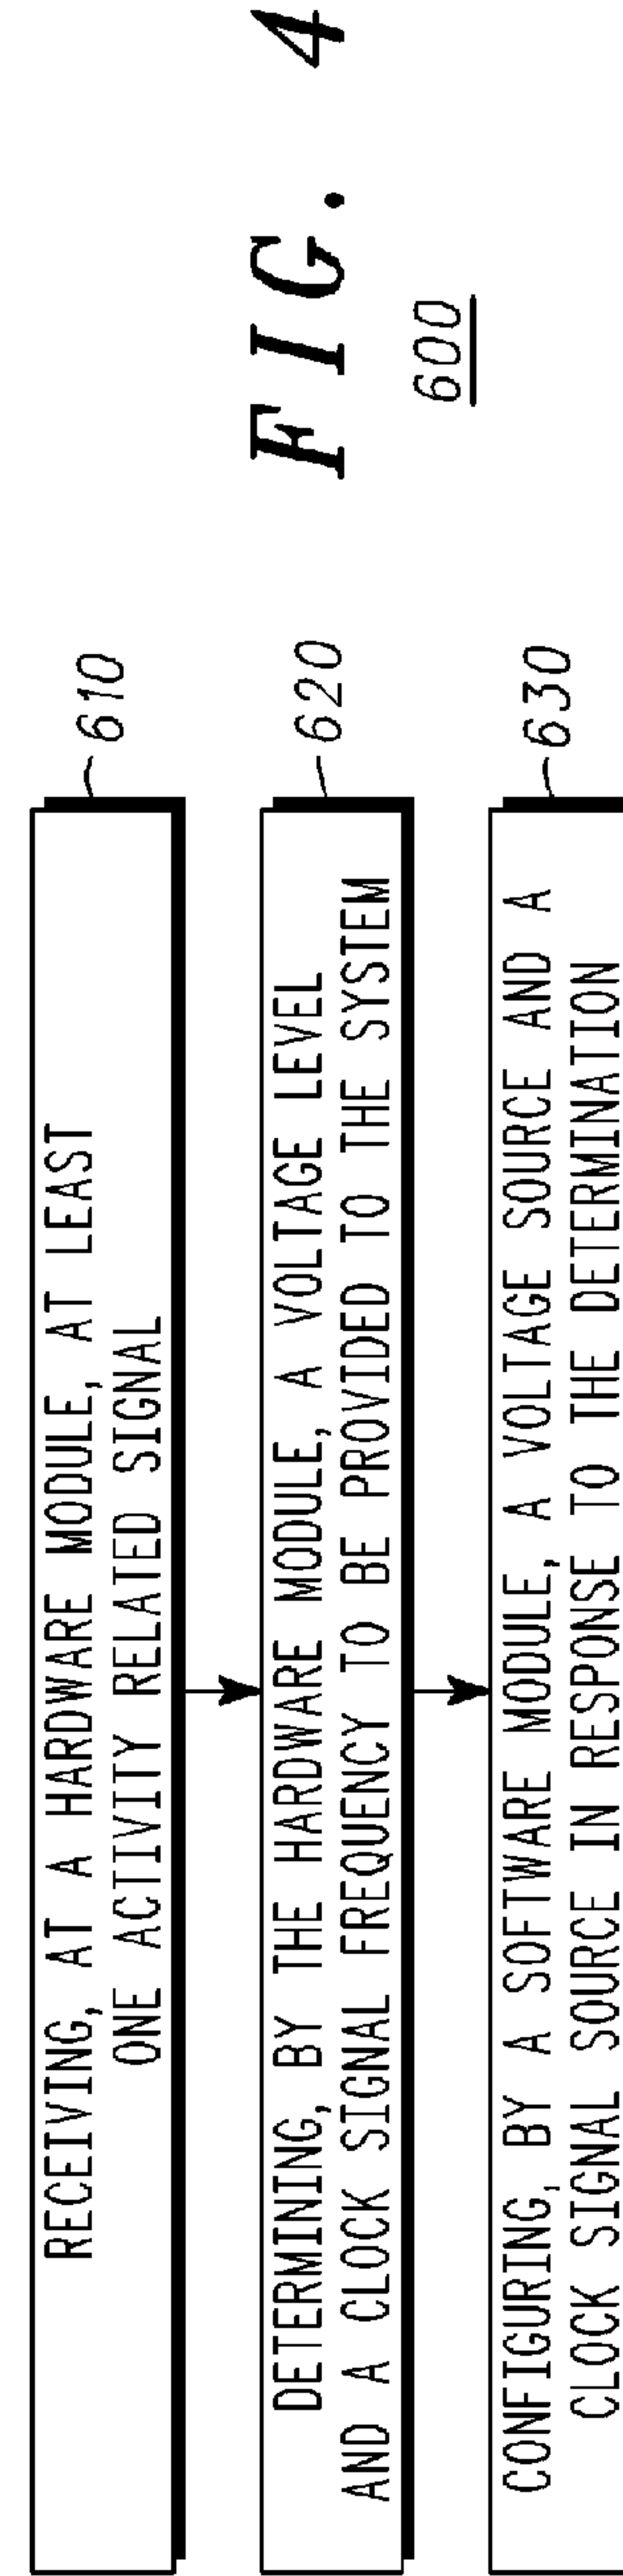 RECEIVING, AT A HARDWARE MODULE, AT LEAST
ONE ACTIVITY RELATED SIGNAL
610
DETERMINING, BY THE HARDWARE MODULE, A VOLTAGE LEVEL
AND A CLOCK SIGNAL FREQUENCY TO BE PROVIDED TO THE SYSTEM
620
CONFIGURING, BY A SOFTWARE MODULE, A VOLTAGE SOURCE AND A
CLOCK SIGNAL SOURCE IN RESPONSE TO THE DETERMINATION
630
FIG. 4
600